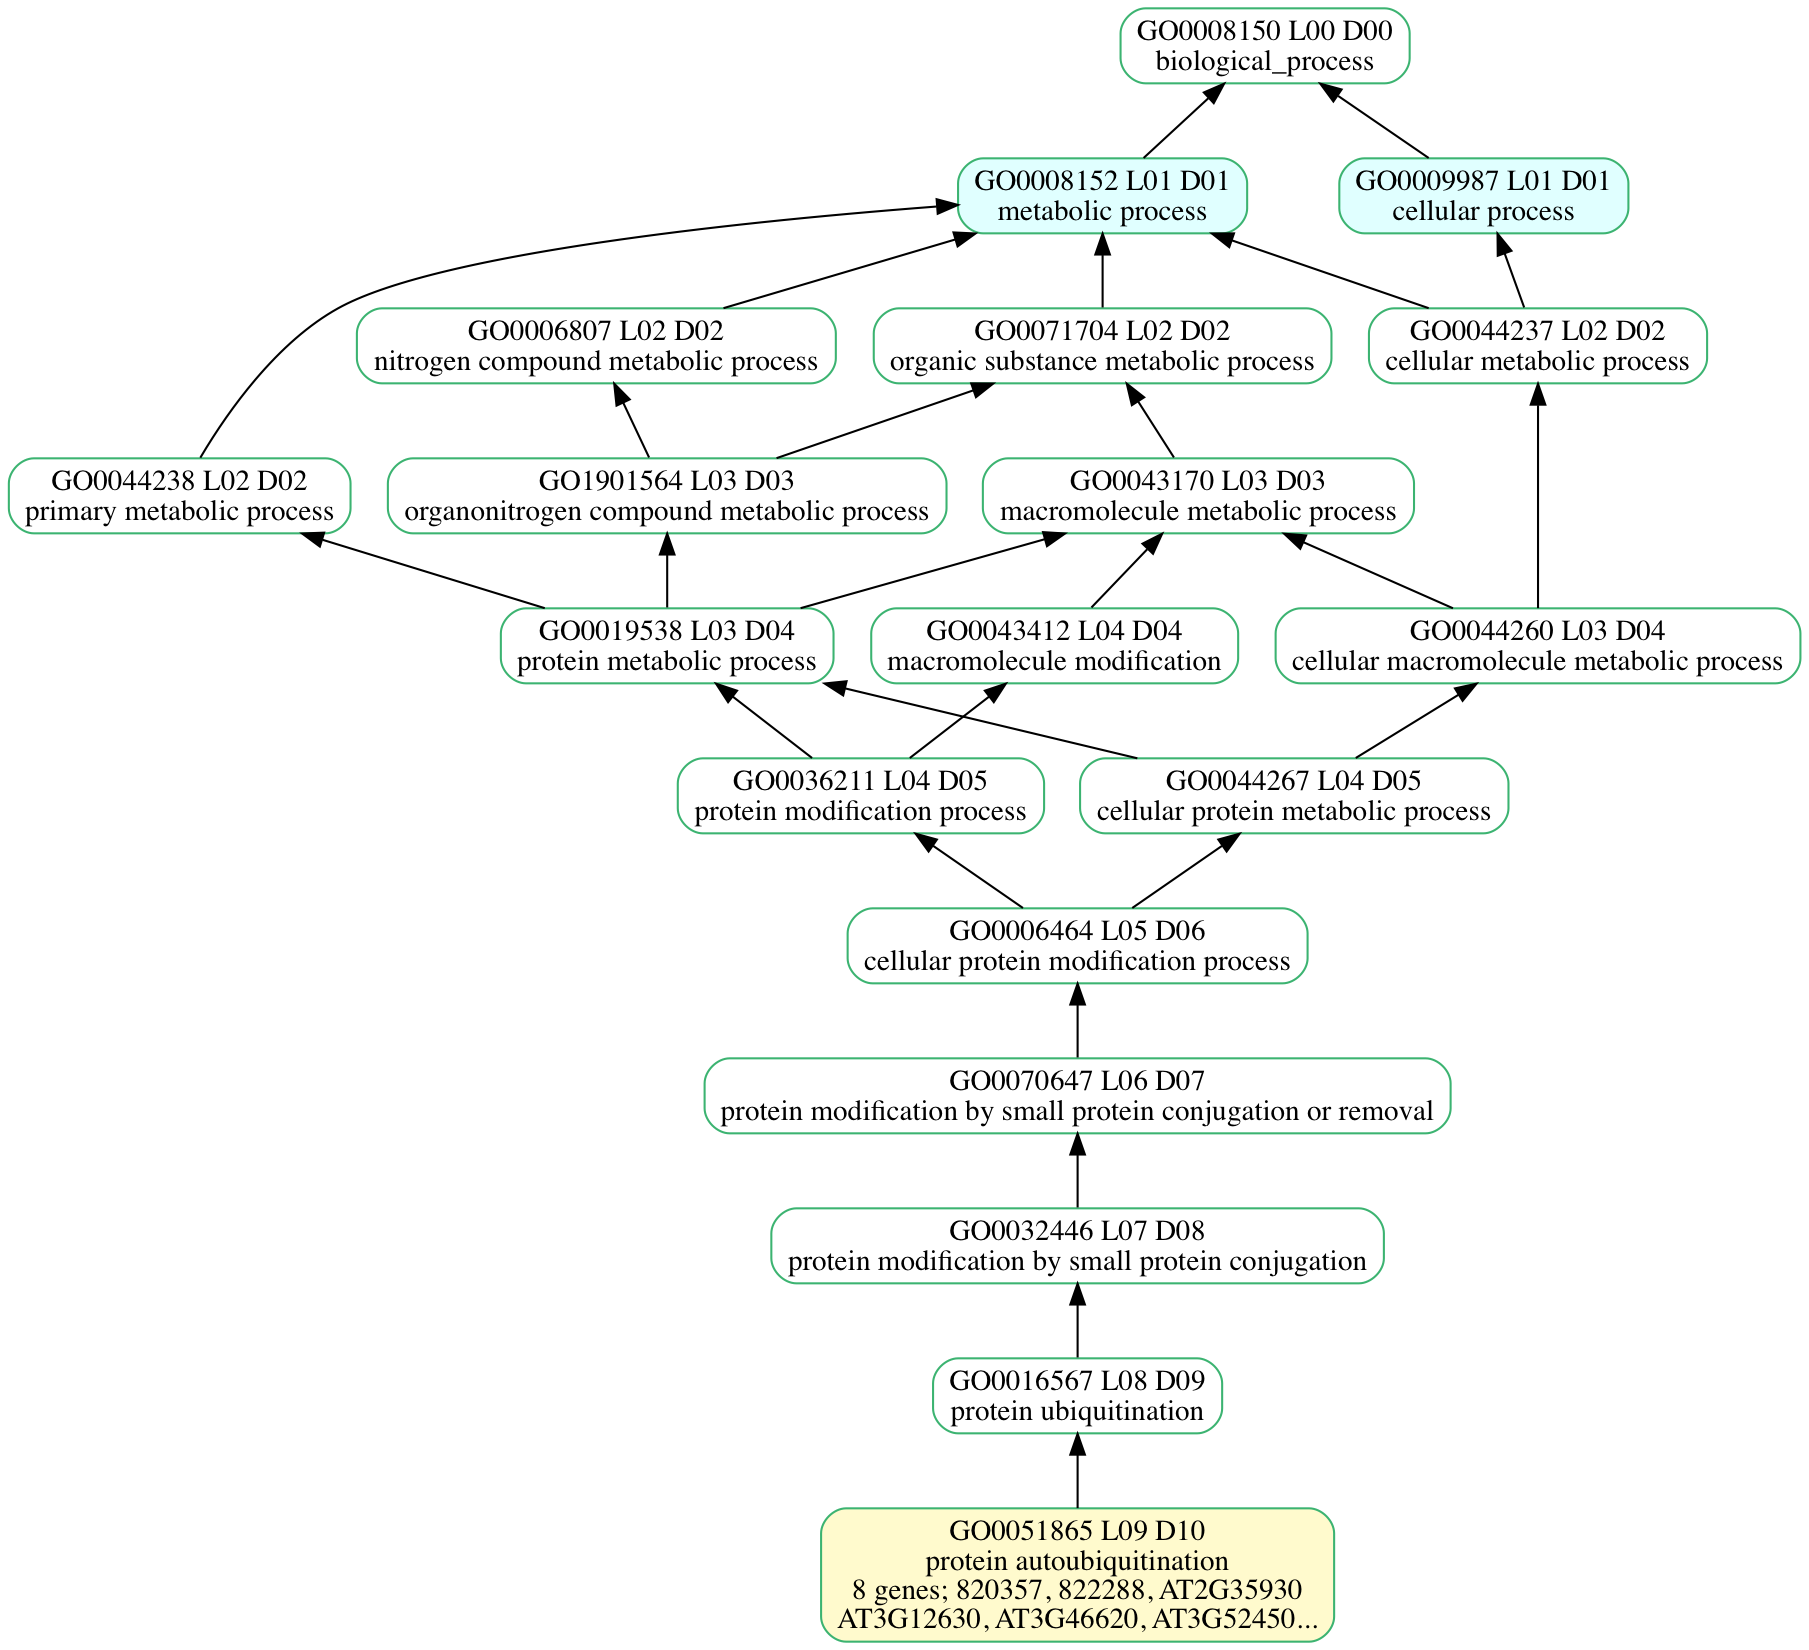 GO0008150 L00 D00
biological_process
GO0008152 L01 D01
metabolic process
GO0009987 L01 D01
cellular process
GO0006807 L02 D02
nitrogen compound metabolic process
GO0071704 L02 D02
organic substance metabolic process
GO0044237 L02 D02
cellular metabolic process
GO0044238 L02 D02
primary metabolic process
GO1901564 L03 D03
organonitrogen compound metabolic process
GO0043170 L03 D03
macromolecule metabolic process
GO0019538 L03 D04
protein metabolic process
GO0043412 L04 D04
macromolecule modification
GO0044260 L03 D04
cellular macromolecule metabolic process
GO0036211 L04 D05
protein modification process
GO0044267 L04 D05
cellular protein metabolic process
GO0006464 L05 D06
cellular protein modification process
GO0070647 L06 D07
protein modification by small protein conjugation or removal
GO0032446 L07 D08
protein modification by small protein conjugation
GO0016567 L08 D09
protein ubiquitination
GO0051865 L09 D10
protein autoubiquitination
8 genes; 820357, 822288, AT2G35930
AT3G12630, AT3G46620, AT3G52450...